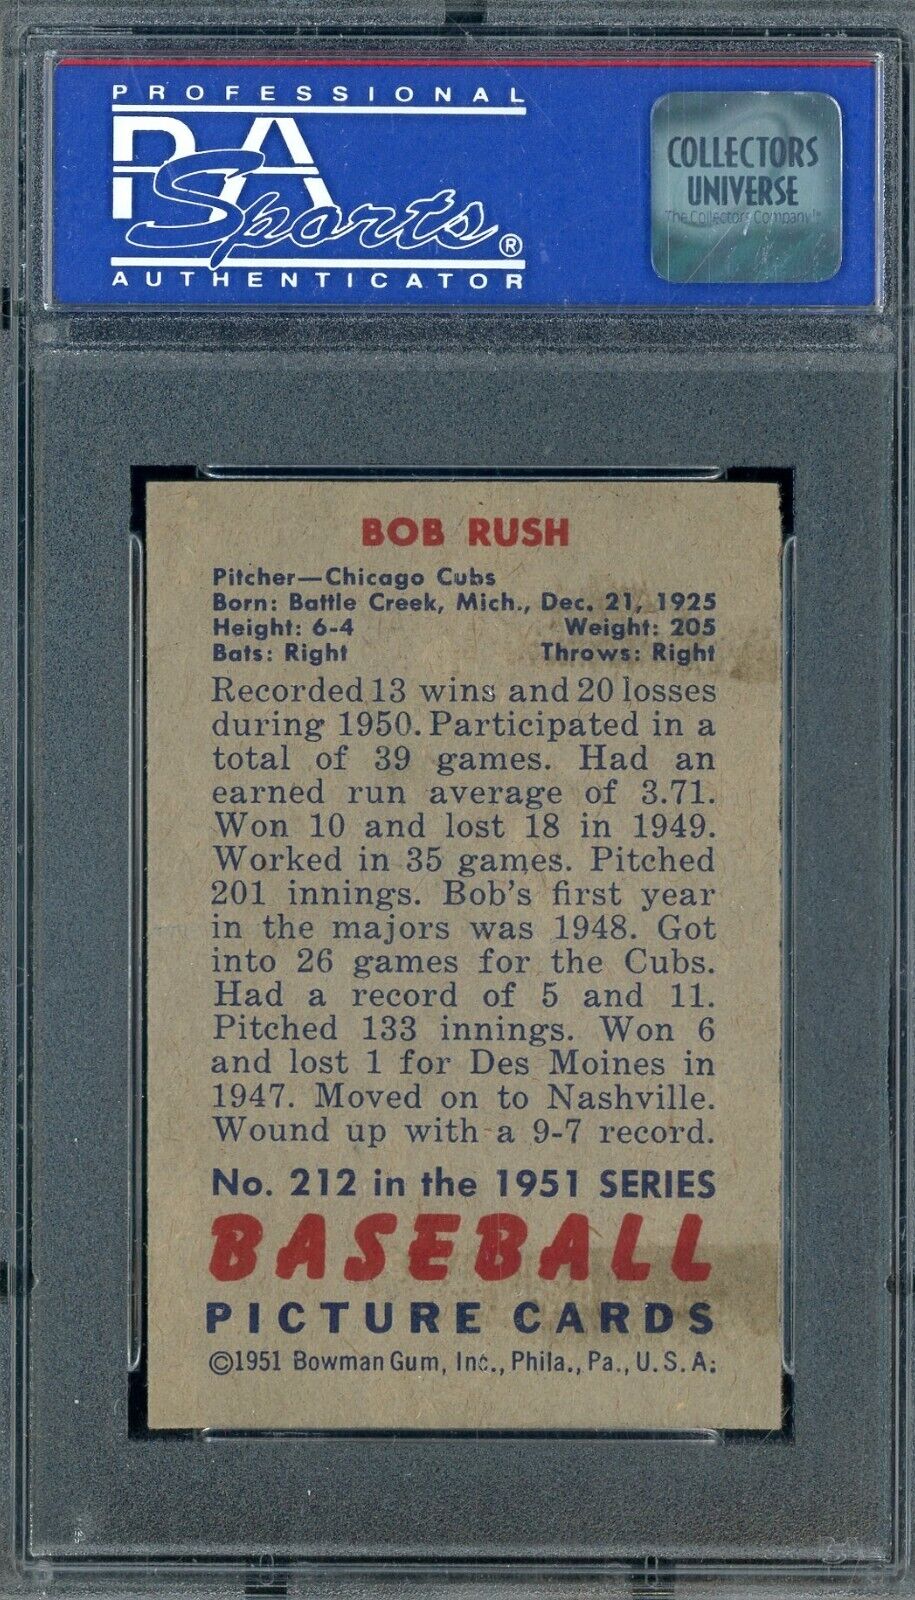 PROFESSIONAL
PSA
Sports®
AUTHENTICATOR
COLLECTORS
UNIVERSE
The Collectors Company™
BOB RUSH
Pitcher—Chicago Cubs
Born: Battle Creek, Mich., Dec. 21, 1925
Height: 6-4 Weight: 205
Bats: Right Throws: Right
Recorded 13 wins and 20 losses
during 1950. Participated in a
total of 39 games. Had an
earned run average of 3.71.
Won 10 and lost 18 in 1949.
Worked in 35 games. Pitched
201 innings. Bob's first year
in the majors was 1948. Got
into 26 games for the Cubs.
Had a record of 5 and 11.
Pitched 133 innings. Won 6
and lost 1 for Des Moines in
1947. Moved on to Nashville.
Wound up with a 9-7 record.
No. 212 in the 1951 SERIES
BASEBALL
PICTURE CARDS
©1951 Bowman Gum, Inc., Phila., Pa., U.S.A.